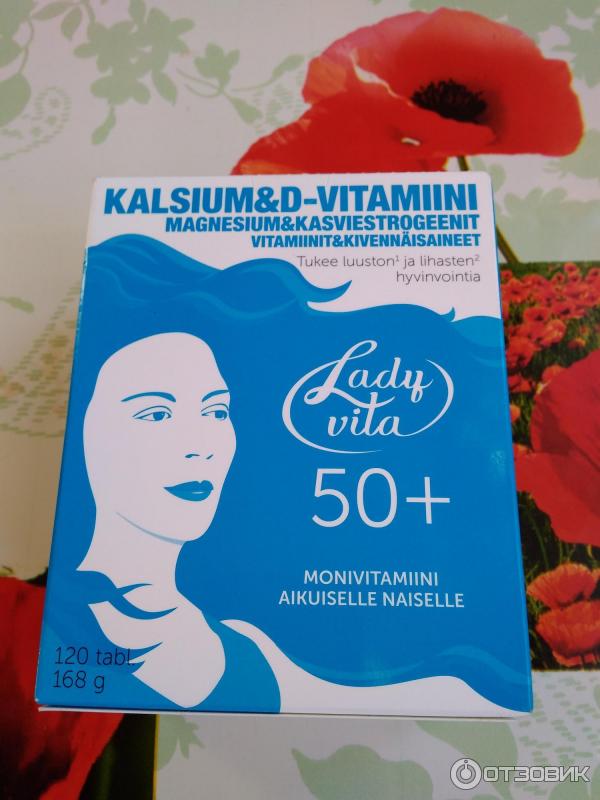 KALSIUM&D-VITAMIINI
MAGNESIUM&KASVIESTROGEENIT
VITAMIINIT&KIVENNÄISAINEET
Tukee luuston¹ ja lihasten²
hyvinvointia
Lady
vita
50+
MONIVITAMIINI
AIKUISELLE NAISELLE
120 tabl.
168 g
ОТЗОВИК